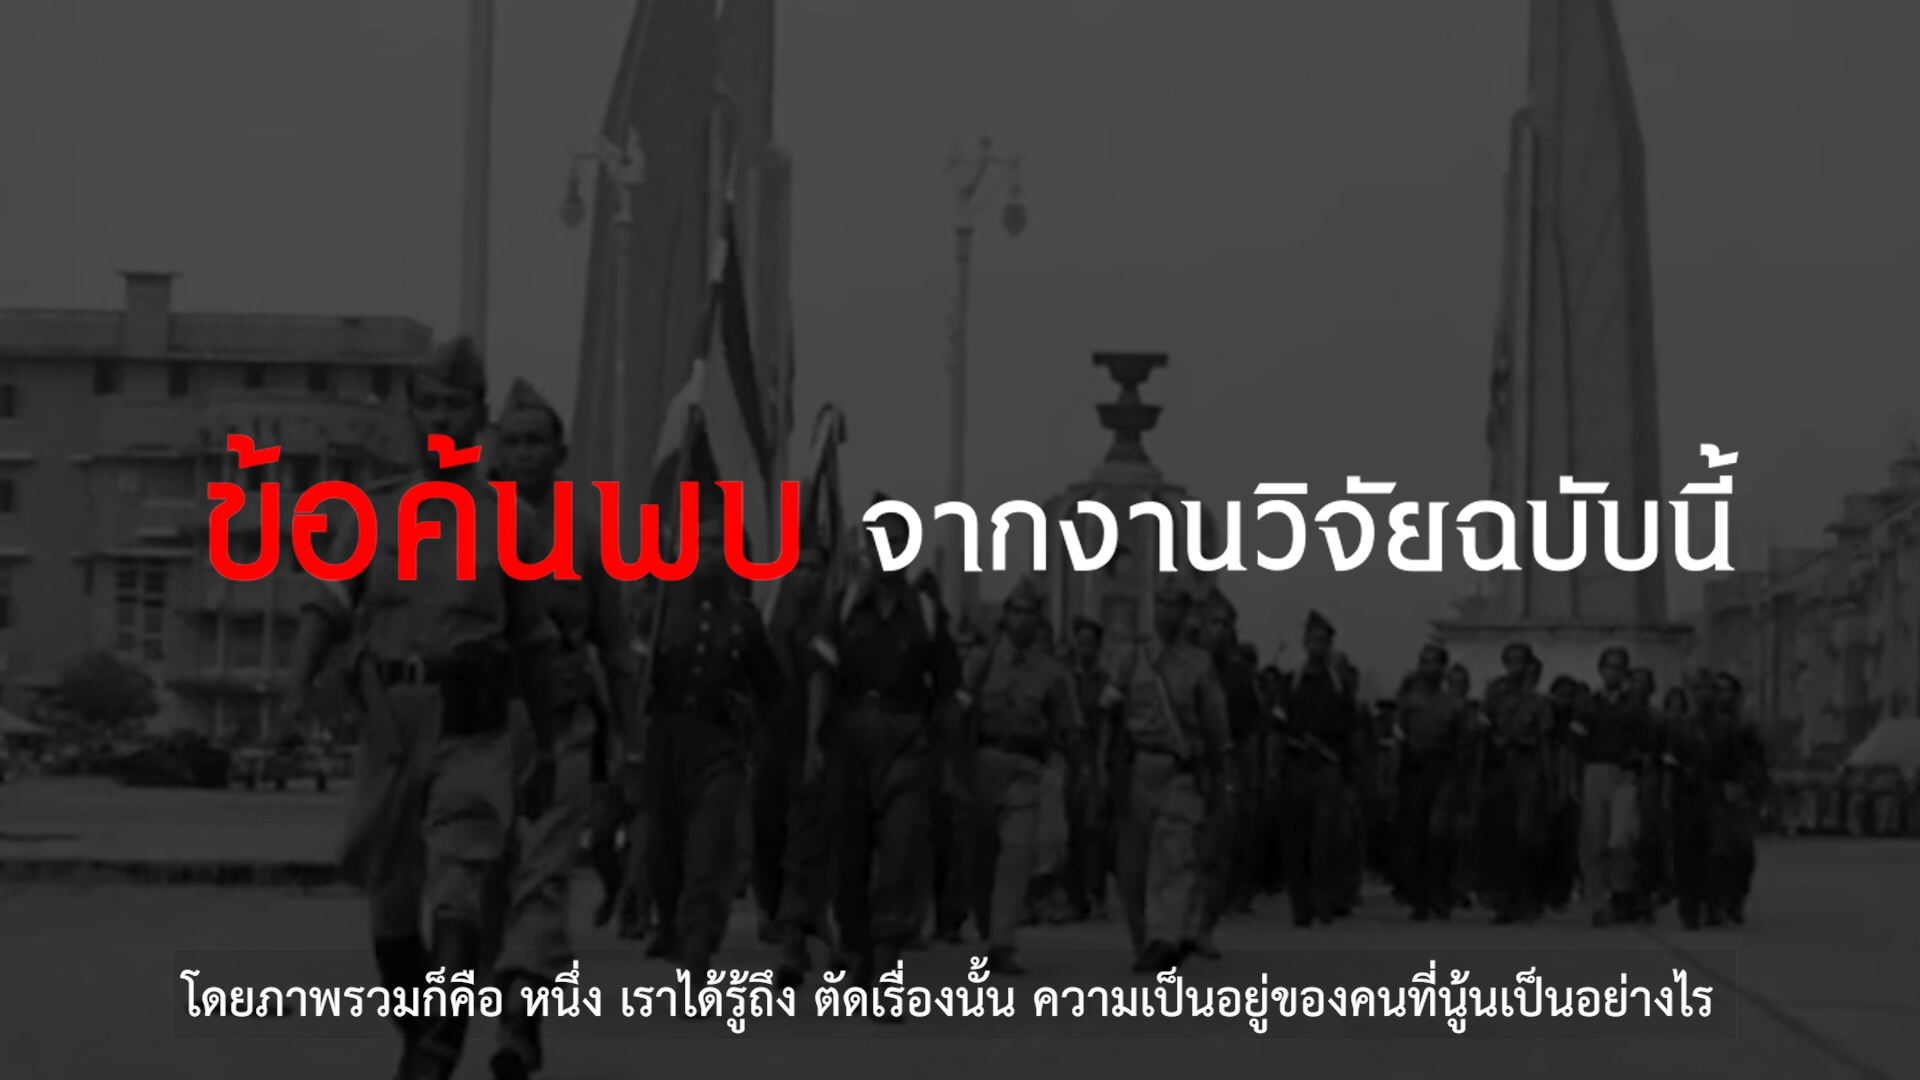 ข้อค้นพบ จากงานวิจัยฉบับนี้
โดยภาพรวมก็คือ หนึ่ง เราได้รู้ถึง ตัดเรื่องนั้น ความเป็นอยู่ของคนที่นู้นเป็นอย่างไร